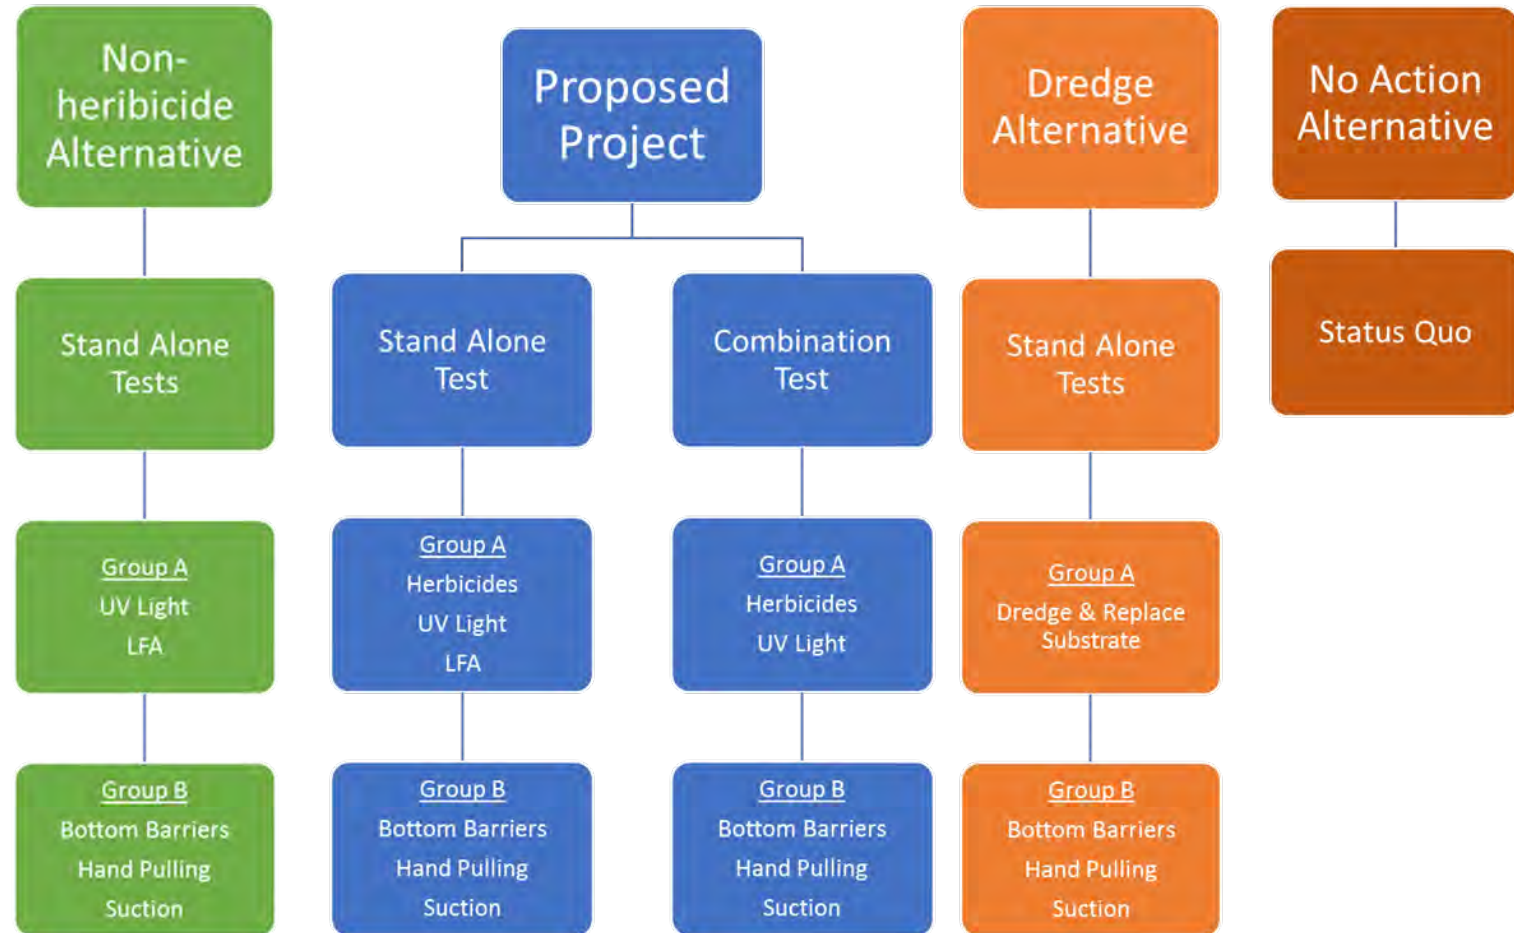 Non-
heribicide
Alternative
Stand Alone
Tests
Group A
UV Light
LFA
Group B
Bottom Barriers
Hand Pulling
Suction
Proposed
Project
Stand Alone
Test
Group A
Herbicides
UV Light
LFA
Group B
Bottom Barriers
Hand Pulling
Suction
Combination
Test
Group A
Herbicides
UV Light
Group B
Bottom Barriers
Hand Pulling
Suction
Dredge
Alternative
Stand Alone
Tests
Group A
Dredge & Replace
Substrate
Group B
Bottom Barriers
Hand Pulling
Suction
No Action
Alternative
Status Quo